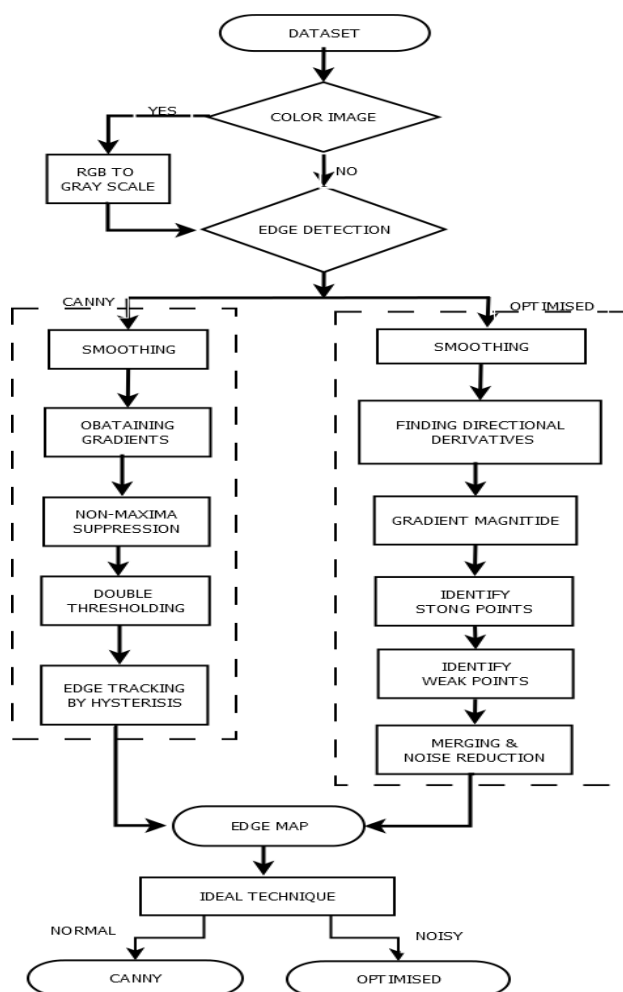 DATASET
COLOR IMAGE
YES
RGB TO
GRAY SCALE
NO
EDGE DETECTION
CANNY
SMOOTHING
OBATAINING
GRADIENTS
NON-MAXIMA
SUPPRESSION
DOUBLE
THRESHOLDING
EDGE TRACKING
BY HYSTERISIS
OPTIMISED
SMOOTHING
FINDING DIRECTIONAL
DERIVATIVES
GRADIENT MAGNITIDE
IDENTIFY
STONG POINTS
IDENTIFY
WEAK POINTS
MERGING &
NOISE REDUCTION
EDGE MAP
IDEAL TECHNIQUE
NORMAL
NOISY
CANNY
OPTIMISED